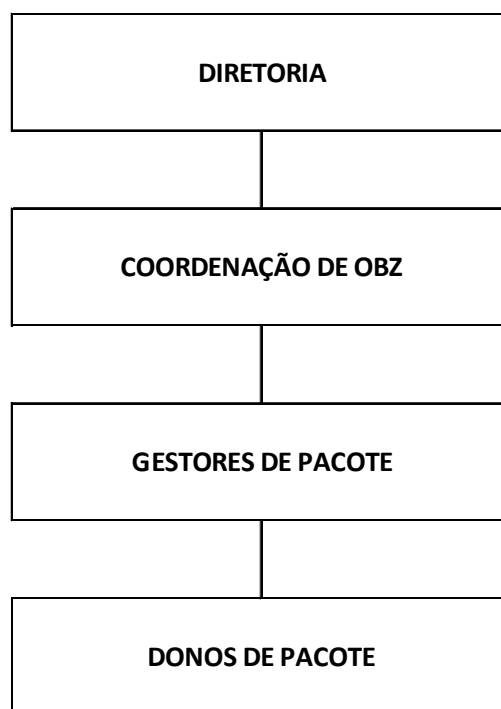 DIRETORIA
COORDENAÇÃO DE OBZ
GESTORES DE PACOTE
DONOS DE PACOTE